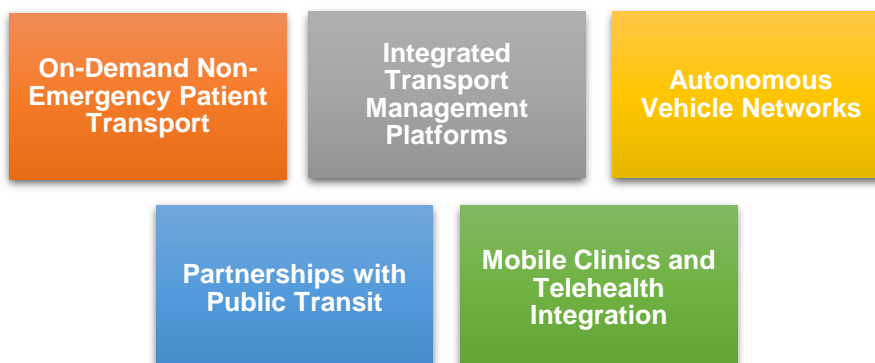 On-Demand Non-
Emergency Patient
Transport
Integrated
Transport
Management
Platforms
Autonomous
Vehicle Networks
Partnerships with
Public Transit
Mobile Clinics and
Telehealth
Integration